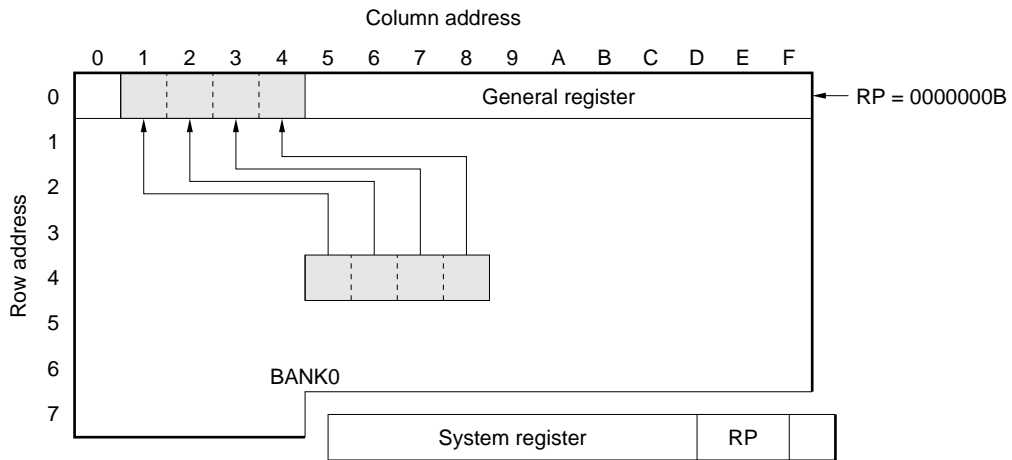 Column address
0 1 2 3 4 5 6 7 8 9 A B C D E F
0 General register RP = 0000000B
1
2
3
4
5
6
7
Row address
BANK0
System register RP